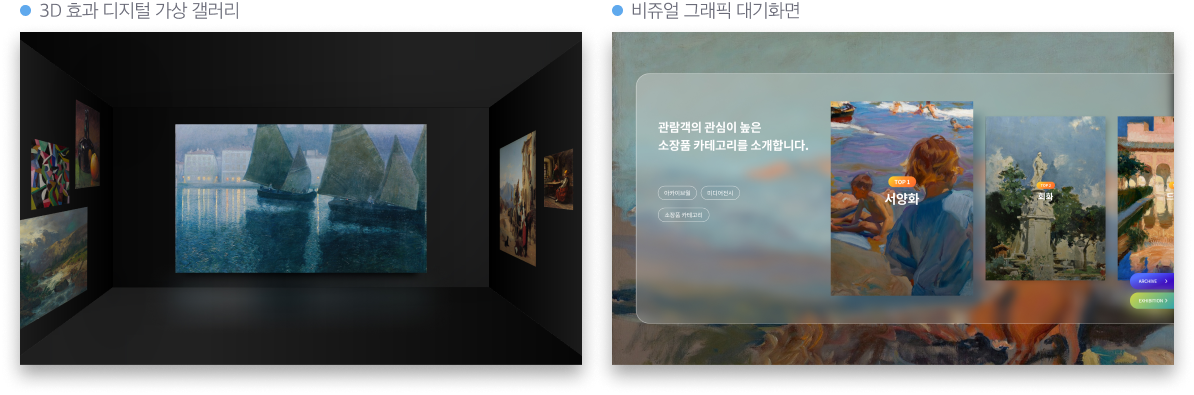 3D 효과 디지털 가상 갤러리
비쥬얼 그래픽 대기화면
관람객의 관심이 높은
소장품 카테고리를 소개합니다.
아카이브월
미디어전시
소장품 카테고리
TOP 1
서양화
TOP 2
회화
ARCHIVE >
EXHIBITION >